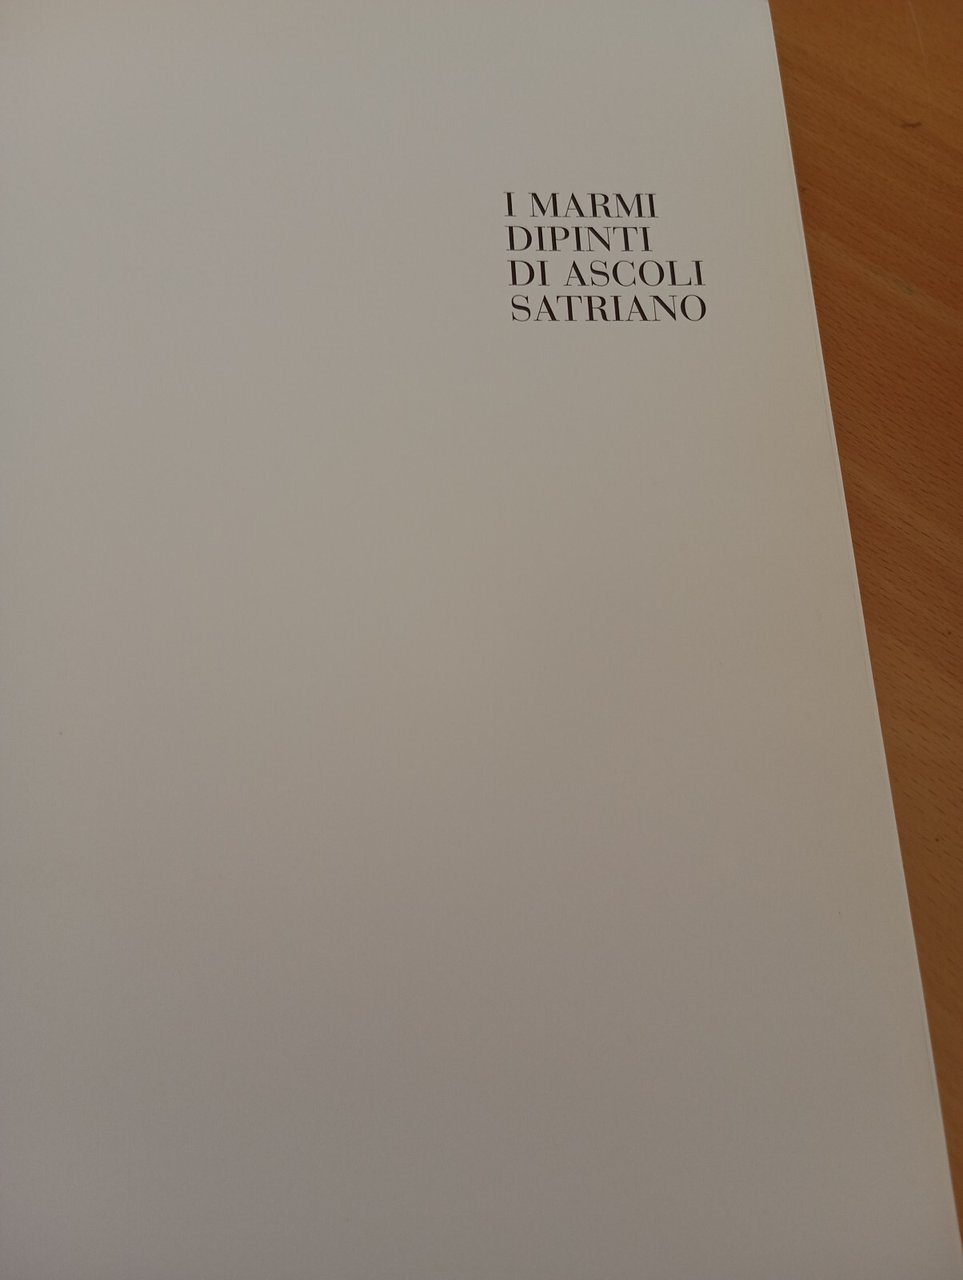 I MARMI
DIPINTI
DI ASCOLI
SATRIANO